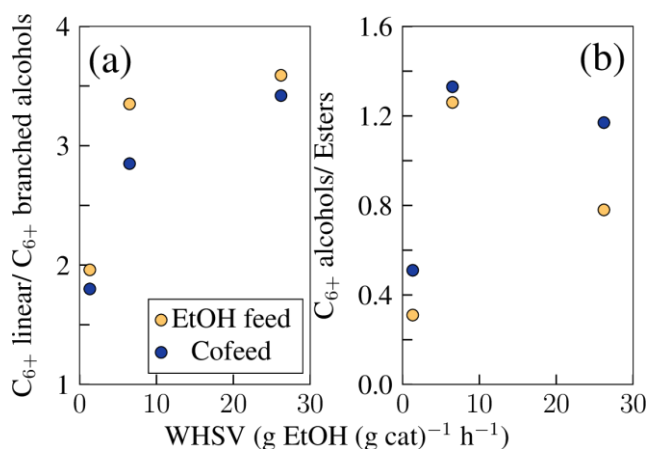 (a)
C₆₊ linear/ C₆₊ branched alcohols
4
3
2
1
0
10
20
30
EtOH feed
Cofeed
(b)
C₆₊ alcohols/ Esters
1.6
1.2
0.8
0.4
0.0
0
10
20
30
WHSV (g EtOH (g cat)⁻¹ h⁻¹)